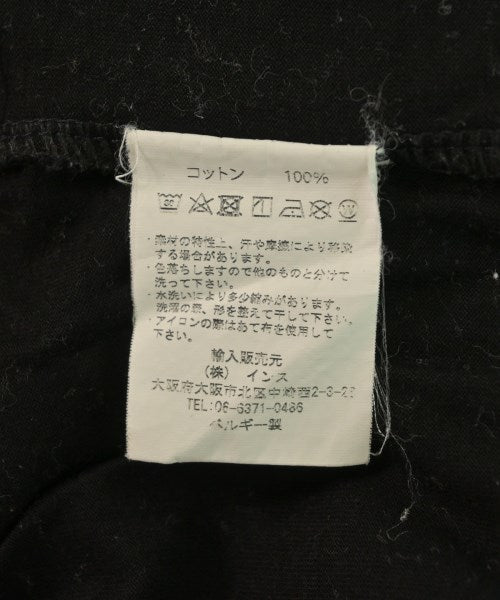 コットン 100%
・素材の特性上、汗や摩擦により移染
する場合があります。
・色落ちしますので他のものと分けて
洗って下さい。
・水洗いにより多少縮みがあります。
洗濯の際、形を整えて干して下さい。
・アイロンの際はあて布を使用して
下さい。
輸入販売元
(株) インス
大阪府大阪市北区中崎西2-3-27
TEL:06-6371-0486
ベルギー製